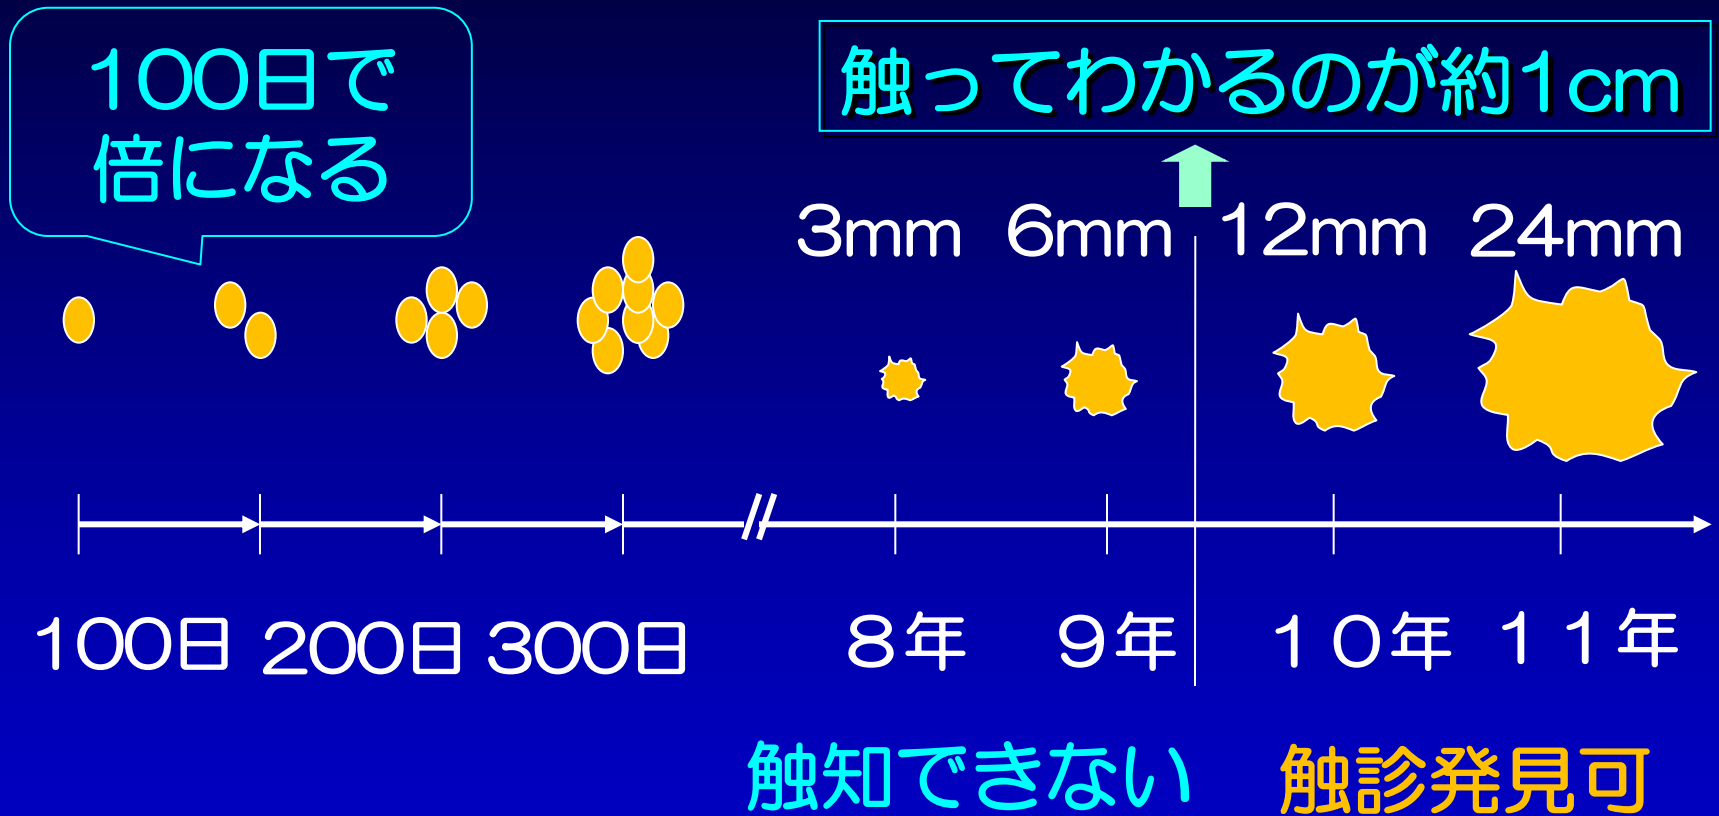 100日で
倍になる
触ってわかるのが約1cm
3mm 6mm 12mm 24mm
100日 200日 300日 8年 9年 10年 11年
触知できない 触診発見可